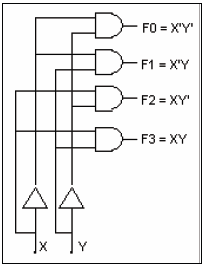 F0 = X'Y'
F1 = X'Y
F2 = XY'
F3 = XY
X Y